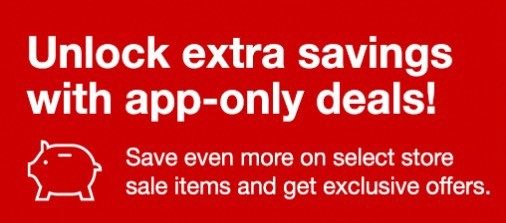 Unlock extra savings
with app-only deals!
Save even more on select store
sale items and get exclusive offers.